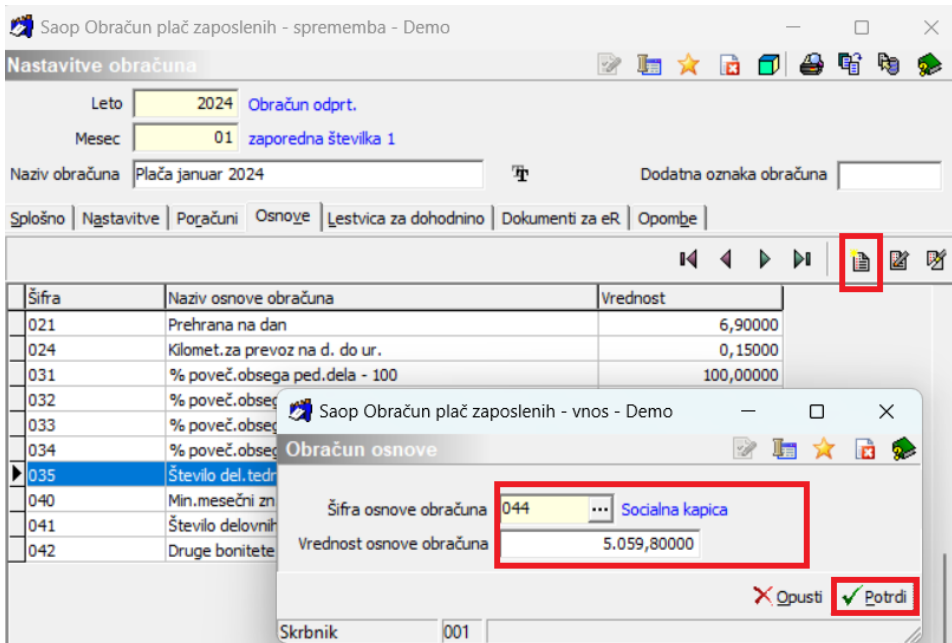 Saop Obračun plač zaposlenih - sprememba - Demo
Nastavitve obračuna
Leto 2024 Obračun odprt.
Mesec 01 zaporedna številka 1
Naziv obračuna Plača januar 2024 Dodatna oznaka obračuna
Splošno Nastavitve Poračuni Osnove Lestvica za dohodnino Dokumenti za eR Opombe
Šifra Naziv osnove obračuna Vrednost
021 Prehrana na dan 6,90000
024 Kilomet.za prevoz na d. do ur. 0,15000
031 % poveč.obsega ped.dela - 100 100,00000
032 % poveč.obseg
033 % poveč.obseg
034 % poveč.obseg
035 Število del.tedn
040 Min.mesečni zn
041 Število delovnih
042 Druge bonitete
Saop Obračun plač zaposlenih - vnos - Demo
Obračun osnove
Šifra osnove obračuna 044 ... Socialna kapica
Vrednost osnove obračuna 5.059,80000
Opusti Potrdi
Skrbnik 001